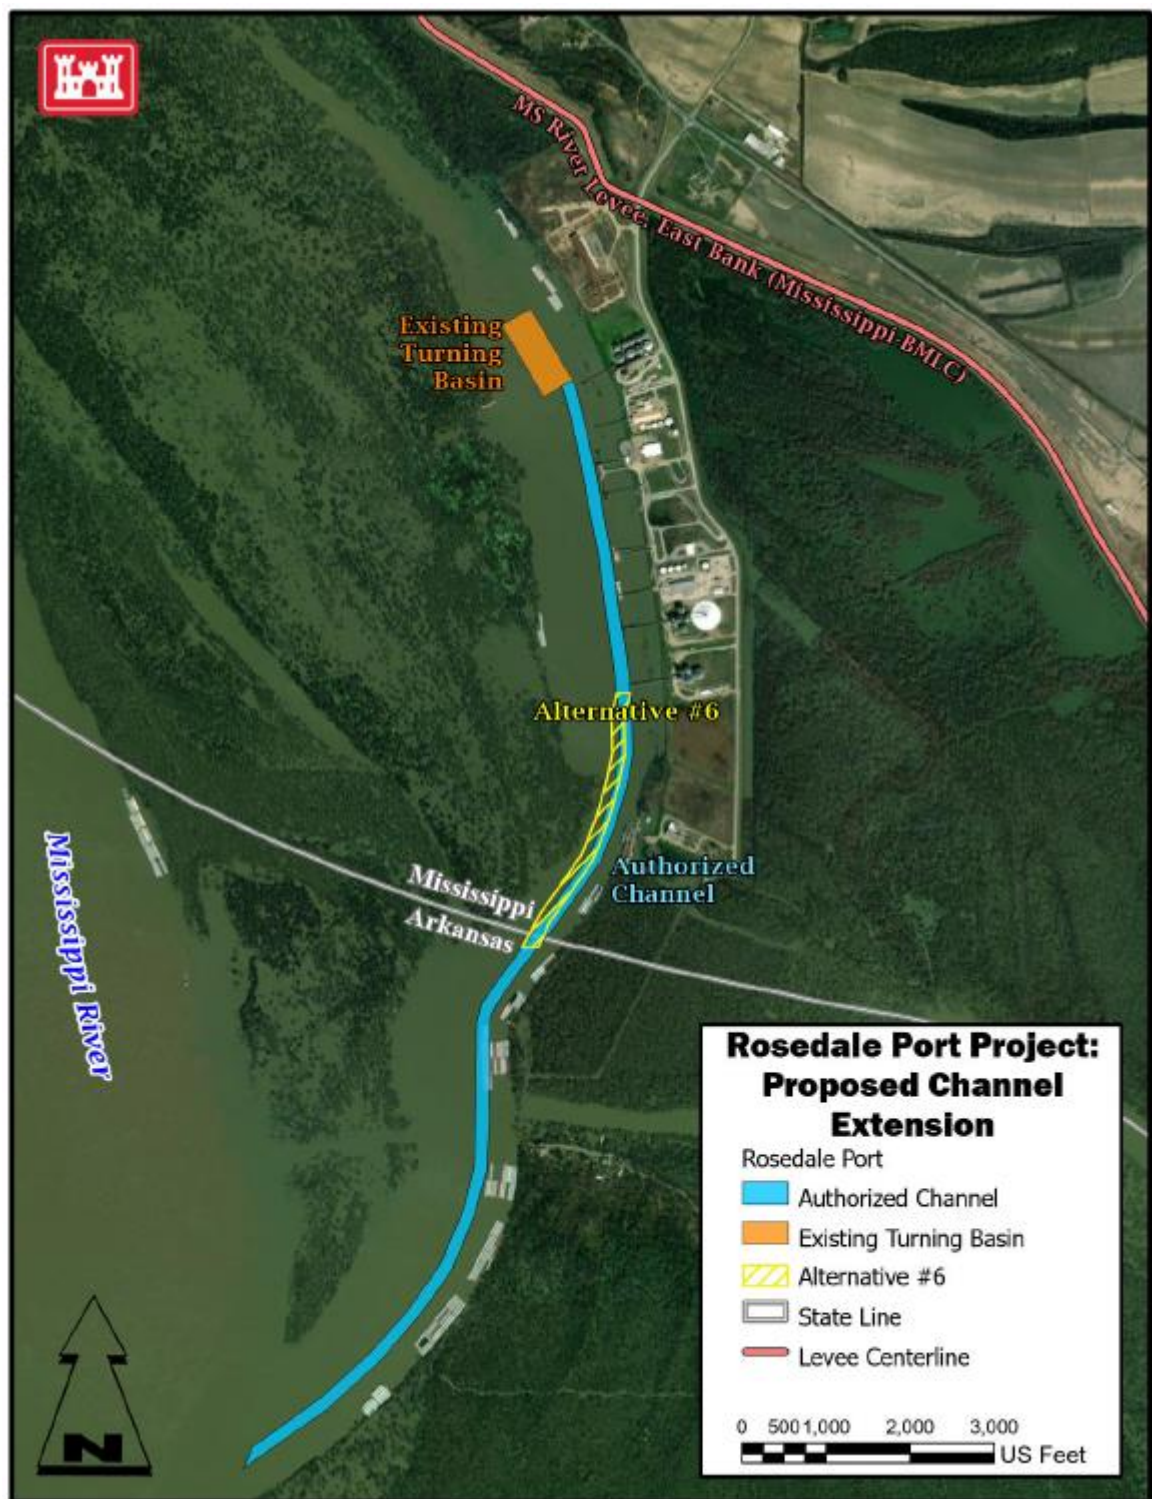 MS River Levee, East Bank (Mississippi-BMLC)
Existing
Turning
Basin
Alternative #6
Authorized
Channel
Mississippi
Arkansas
Mississippi River
Rosedale Port Project:
Proposed Channel
Extension
Rosedale Port
Authorized Channel
Existing Turning Basin
Alternative #6
State Line
Levee Centerline
0 500 1,000 2,000 3,000
US Feet
N